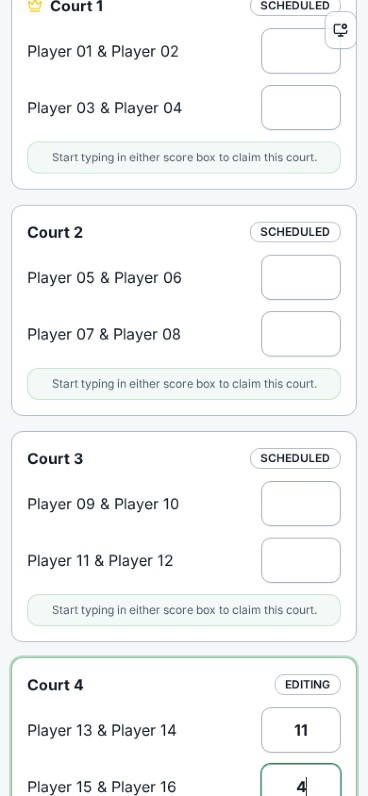 Court 1
SCHEDULED
Player 01 & Player 02
Player 03 & Player 04
Start typing in either score box to claim this court.
Court 2
SCHEDULED
Player 05 & Player 06
Player 07 & Player 08
Start typing in either score box to claim this court.
Court 3
SCHEDULED
Player 09 & Player 10
Player 11 & Player 12
Start typing in either score box to claim this court.
Court 4
EDITING
Player 13 & Player 14
11
Player 15 & Player 16
4